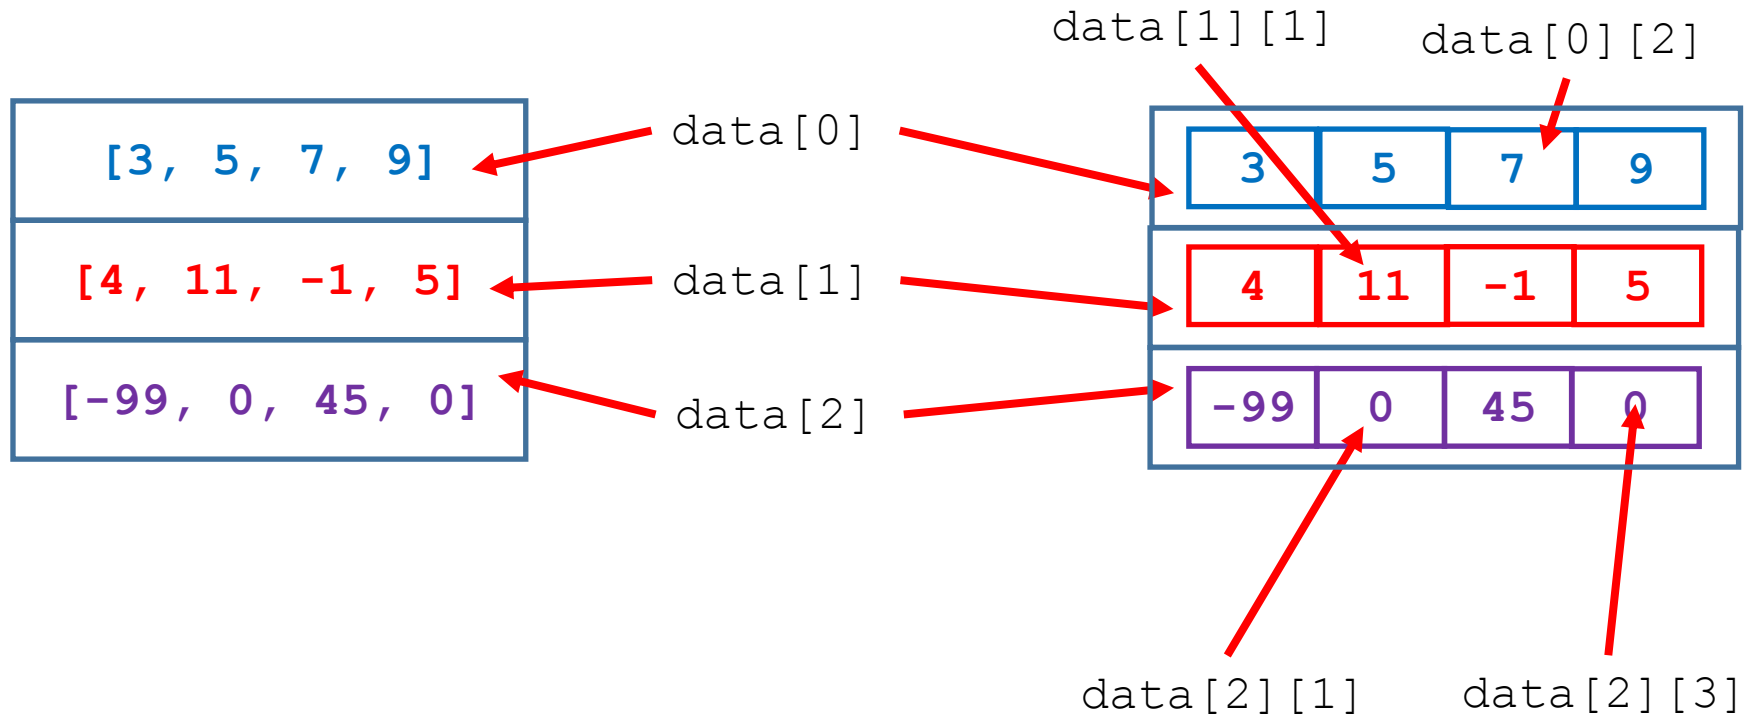 data[1][1]
data[0][2]
[3, 5, 7, 9]
data[0]
3 5 7 9
[4, 11, -1, 5]
data[1]
4 11 -1 5
[-99, 0, 45, 0]
data[2]
-99 0 45 0
data[2][1]
data[2][3]